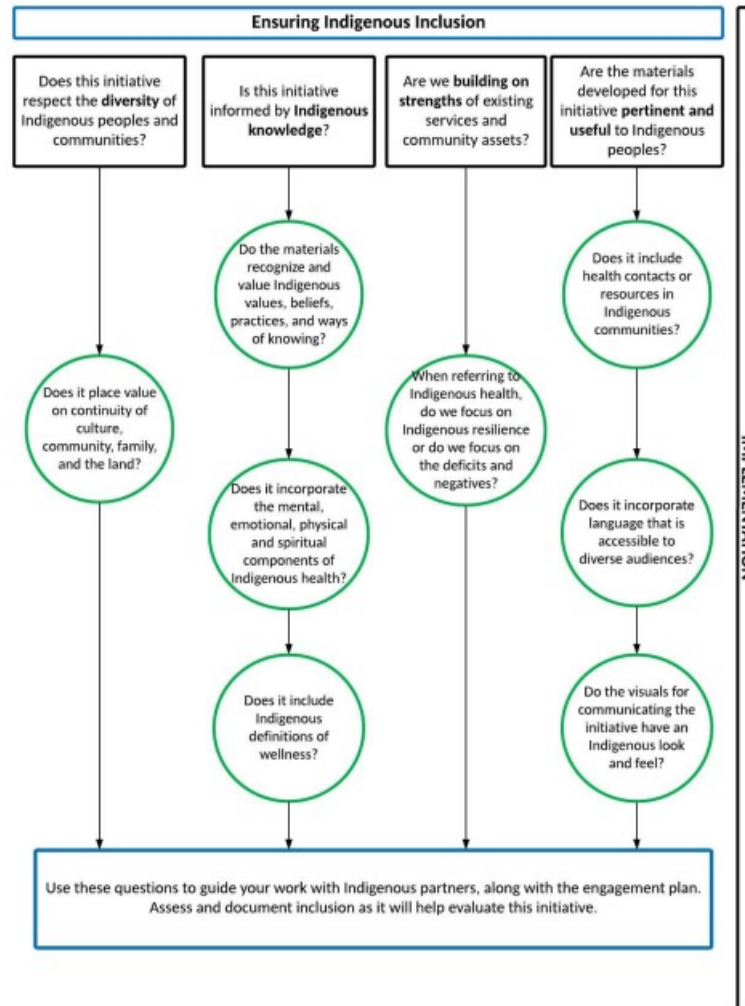 Ensuring Indigenous Inclusion
Does this initiative
respect the diversity of
Indigenous peoples and
communities?
Is this initiative
informed by Indigenous
knowledge?
Are we building on
strengths of existing
services and
community assets?
Are the materials
developed for this
initiative pertinent and
useful to Indigenous
peoples?
Do the materials
recognize and
value Indigenous
values, beliefs,
practices, and ways
of knowing?
Does it include
health contacts or
resources in
Indigenous
communities?
Does it place value
on continuity of
culture,
community, family,
and the land?
When referring to
Indigenous health,
do we focus on
Indigenous resilience
or do we focus on
the deficits and
negatives?
Does it incorporate
the mental,
emotional, physical
and spiritual
components of
Indigenous health?
Does it incorporate
language that is
accessible to
diverse audiences?
Does it include
Indigenous
definitions of
wellness?
Do the visuals for
communicating the
initiative have an
Indigenous look
and feel?
Use these questions to guide your work with Indigenous partners, along with the engagement plan.
Assess and document inclusion as it will help evaluate this initiative.